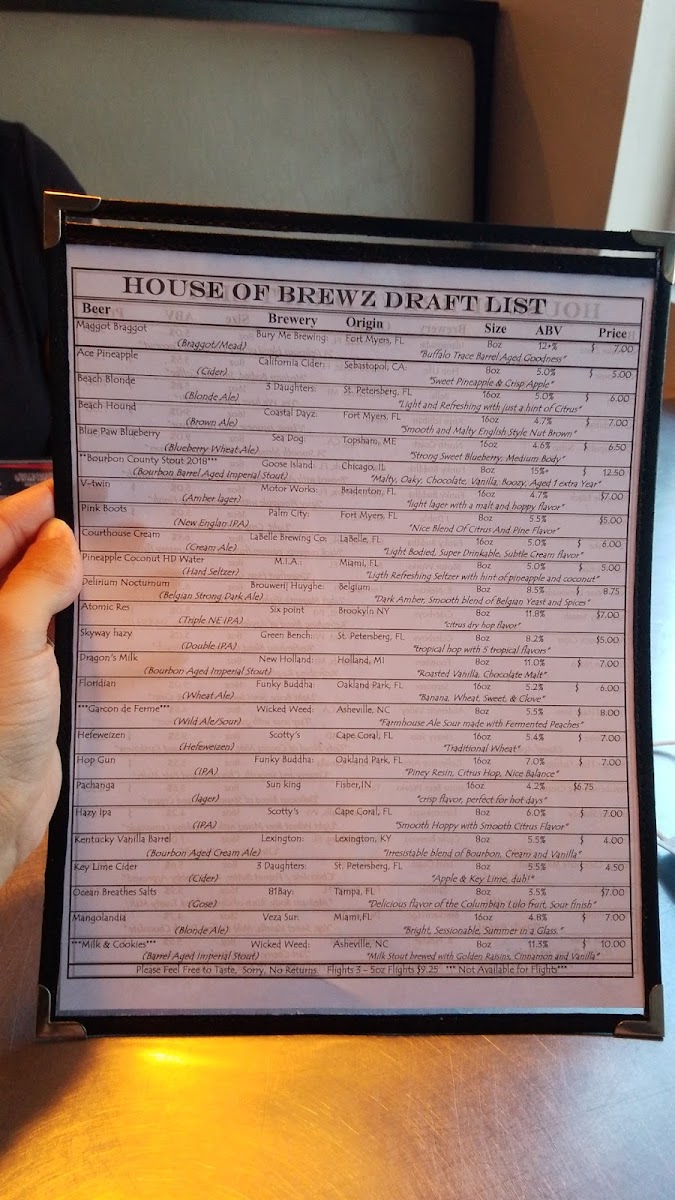 HOUSE OF BREWZ DRAFT LIST
Beer Brewery Origin Size ABV Price
Maggot Braggot Bury Me Brewing: Fort Myers, FL 8oz 12+% $ 7.00
(Braggot/Mead) "Buffalo Trace Barrel Aged Goodness"
Ace Pineapple California Cider: Sebastopol, CA: 8oz 5.0% $ 5.00
(Cider) "Sweet Pineapple & Crisp Apple"
Beach Blonde 3 Daughters: St. Petersberg, FL 16oz 5.0% $ 6.00
(Blonde Ale) "Light and Refreshing with just a hint of Citrus"
Beach Hound Coastal Dayz: Fort Myers, FL 16oz 4.7% $ 7.00
(Brown Ale) "Smooth and Malty English Style Nut Brown"
Blue Paw Blueberry Sea Dog: Topsham, ME 16oz 4.6% $ 6.50
(Blueberry Wheat Ale) "Strong Sweet Blueberry, Medium Body"
**Bourbon County Stout 2018*** Goose Island: Chicago, IL 8oz 15%+ $ 12.50
(Bourbon Barrel Aged Imperial Stout) "Malty, Oaky, Chocolate, Vanilla, Boozy, Aged 1 extra Year"
V-twin Motor Works: Bradenton, FL 16oz 4.7% $7.00
(Amber lager) "light lager with a malt and hoppy flavor"
Pink Boots Palm City: Fort Myers, FL 8oz 5.5% $5.00
(New Englan IPA) "Nice Blend Of Citrus And Pine Flavor"
Courthouse Cream LaBelle Brewing Co: LaBelle, FL 16oz 5.0% $ 6.00
(Cream Ale) "Light Bodied, Super Drinkable, Subtle Cream flavor"
Pineapple Coconut HD Water M.I.A.: Miami, FL 8oz 5.0% $ 5.00
(Hard Seltzer) "Ligth Refreshing Seltzer with hint of pineapple and coconut"
Delirium Nocturnum Brouweri; Huyghe: Belgium 8oz 8.5% $ 8.75
(Belgian Strong Dark Ale) "Dark Amber, Smooth blend of Belgian Yeast and Spices"
Atomic Res Six point Brookyln NY 8oz 11.8% $7.00
(Triple NE IPA) "citrus dry hop flavor"
Skyway hazy Green Bench: St. Petersberg, FL 8oz 8.2% $5.00
(Double IPA) "tropical hop with 5 tropical flavors"
Dragon's Milk New Holland: Holland, MI 8oz 11.0% $ 7.00
(Bourbon Aged Imperial Stout) "Roasted Vanilla, Chocolate Malt"
Floridian Funky Buddha: Oakland Park, FL 16oz 5.2% $ 6.00
(Wheat Ale) "Banana, Wheat, Sweet, & Clove"
***Garcon de Ferme*** Wicked Weed: Asheville, NC 8oz 5.5% $ 8.00
(Wild Ale/Sour) "Farmhouse Ale Sour made with Fermented Peaches"
Hefeweizen Scotty's Cape Coral, FL 16oz 5.4% $ 7.00
(Hefeweizen) "Traditional Wheat"
Hop Gun Funky Buddha: Oakland Park, FL 16oz 7.0% $ 7.00
(IPA) "Piney Resin, Citrus Hop, Nice Balance"
Pachanga Sun king Fisher,IN 16oz 4.2% $6.75
(lager) "crisp flavor, perfect for hot days"
Hazy Ipa Scotty's Cape Coral, FL 8oz 6.0% $ 7.00
(IPA) "Smooth Hoppy with Smooth Citrus Flavor"
Kentucky Vanilla Barrel Lexington: Lexington, KY 8oz 5.5% $ 4.00
(Bourbon Aged Cream Ale) "Irresistable blend of Bourbon, Cream and Vanilla"
Key Lime Cider 3 Daughters: St. Petersberg, FL 8oz 5.5% $ 4.50
(Cider) "Apple & Key Lime, duh!"
Ocean Breathes Salts 81Bay: Tampa, FL 8oz 5.5% $7.00
(Gose) "Delicious flavor of the Columbian Lulo fruit, Sour finish"
Mangolandia Veza Sur: Miami,FL 16oz 4.8% $ 7.00
(Blonde Ale) "Bright, Sessionable, Summer in a Glass."
***Milk & Cookies*** Wicked Weed: Asheville, NC 8oz 11.3% $ 10.00
(Barrel Aged Imperial Stout) "Milk Stout brewed with Golden Raisins, Cinnamon and Vanilla"
Please Feel Free to Taste, Sorry, No Returns. Flights 3 - 5oz Flights $9.25 *** Not Available for Flights***